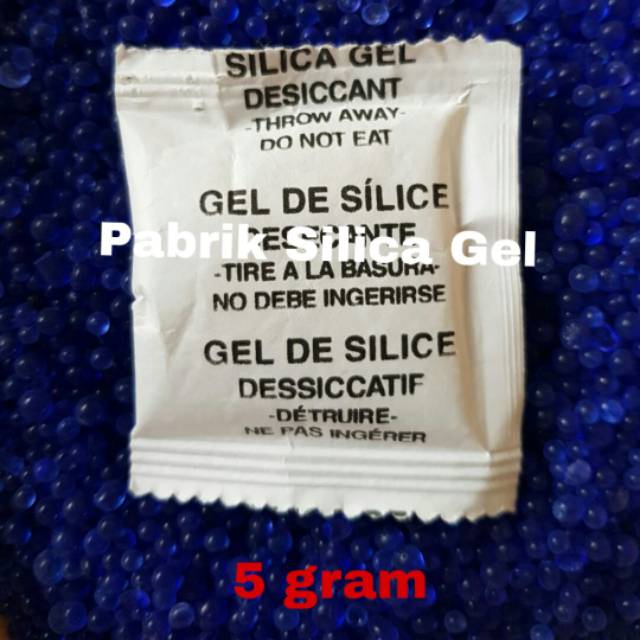 SILICA GEL
DESICCANT
-THROW AWAY-
DO NOT EAT
GEL DE SÍLICE
Pabrik Silica Gel
-TIRE A LA BASURA-
NO DEBE INGERIRSE
GEL DE SILICE
DESSICCATIF
-DÉTRUIRE-
NE PAS INGÉRER
5 gram